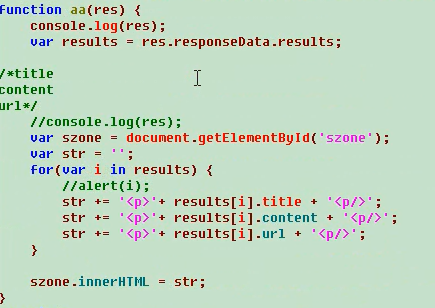 function aa(res) {
console.log(res);
var results = res.responseData.results;
/*title
content
url*/
//console.log(res);
var szone = document.getElementById('szone');
var str = '';
for(var i in results) {
//alert(i);
str += '<p>'+ results[i].title + '<p/>';
str += '<p>'+ results[i].content + '<p/>';
str += '<p>'+ results[i].url + '<p/>';
}
szone.innerHTML = str;
}